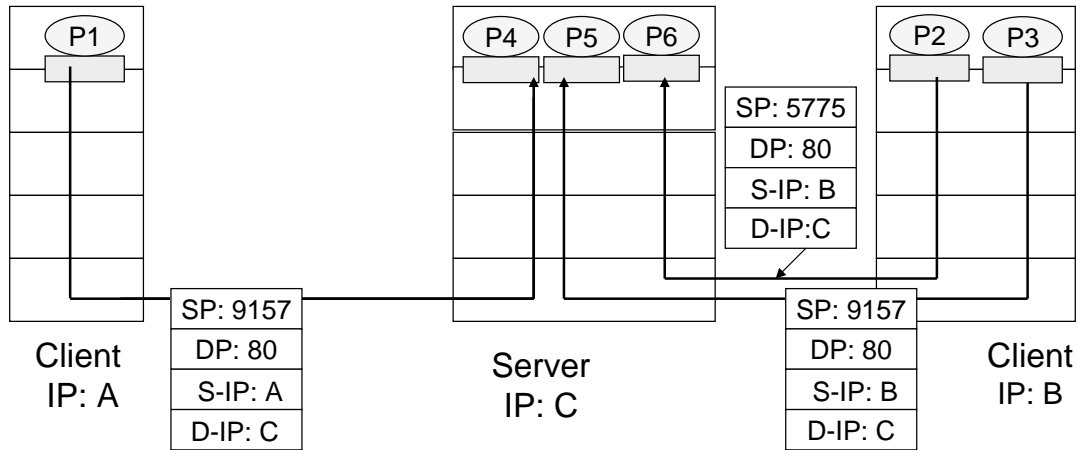 P1
P4
P5
P6
P2
P3
SP: 5775
DP: 80
S-IP: B
D-IP:C
SP: 9157
DP: 80
S-IP: A
D-IP: C
SP: 9157
DP: 80
S-IP: B
D-IP: C
Client
IP: A
Server
IP: C
Client
IP: B